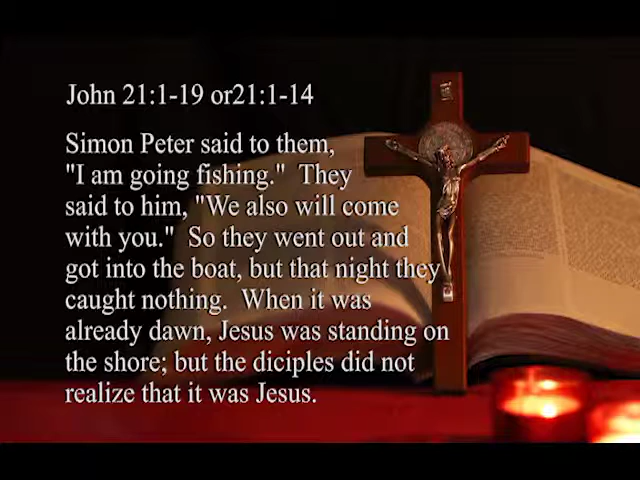 John 21:1-19 or21:1-14
Simon Peter said to them,
"I am going fishing."  They
said to him, "We also will come
with you."  So they went out and
got into the boat, but that night they
caught nothing.  When it was
already dawn, Jesus was standing on
the shore; but the diciples did not
realize that it was Jesus.